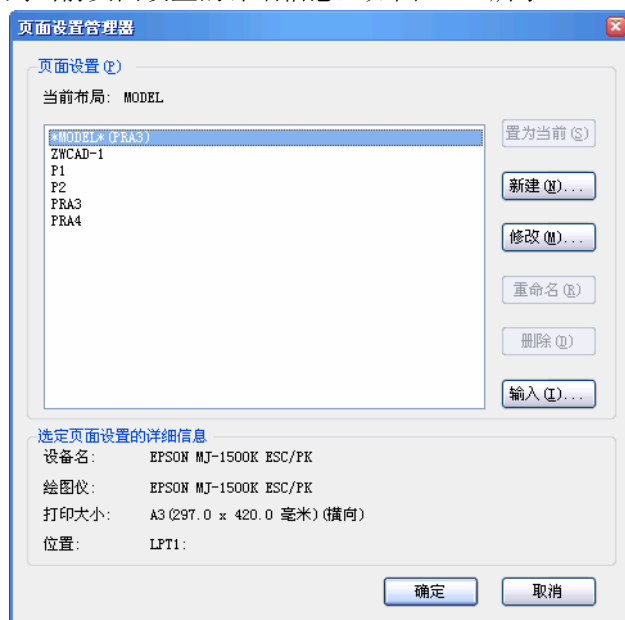 页面设置管理器
页面设置(P)
当前布局: MODEL
*MODEL*(PRA3)
ZWCAD-1
P1
P2
PRA3
PRA4
置为当前(S)
新建(N)...
修改(M)...
重命名(R)
删除(D)
输入(I)...
选定页面设置的详细信息
设备名: EPSON MJ-1500K ESC/PK
绘图仪: EPSON MJ-1500K ESC/PK
打印大小: A3(297.0 x 420.0 毫米)(横向)
位置: LPT1:
确定 取消